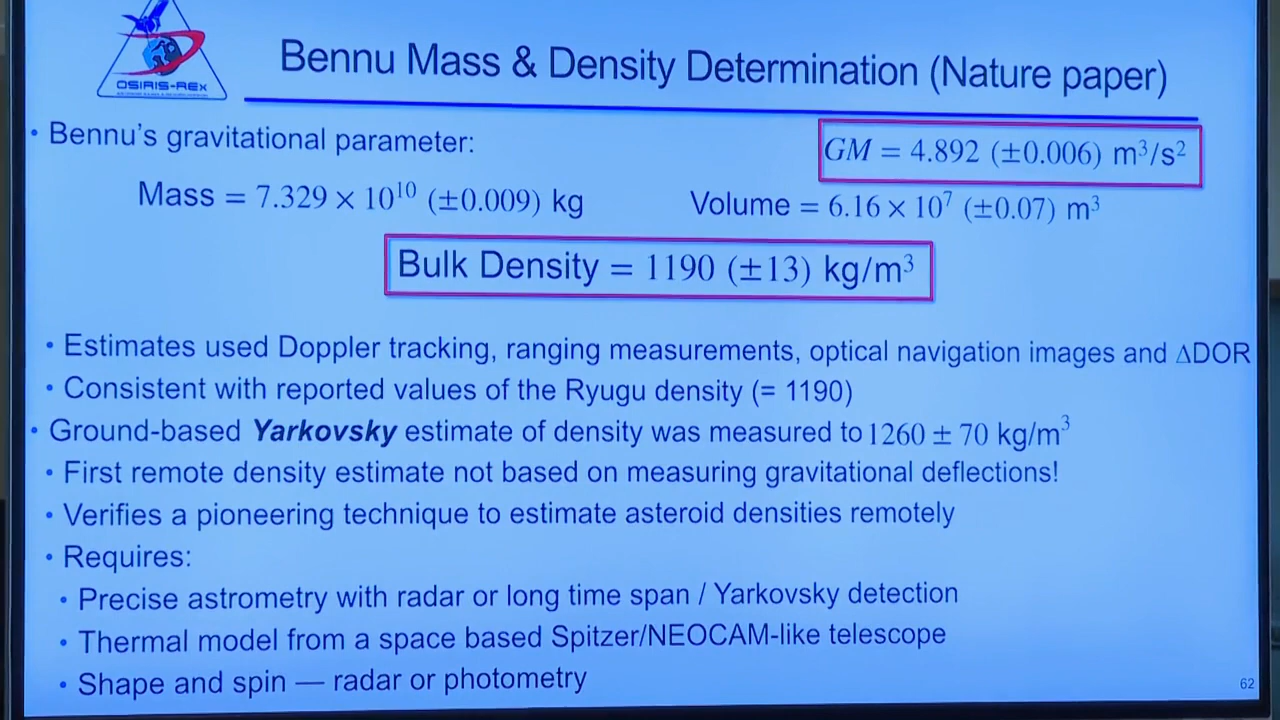 OSIRIS-REx
Bennu Mass & Density Determination (Nature paper)
• Bennu's gravitational parameter:
GM = 4.892 (±0.006) m³/s²
Mass = 7.329 × 10¹⁰ (±0.009) kg
Volume = 6.16 × 10⁷ (±0.07) m³
Bulk Density = 1190 (±13) kg/m³
• Estimates used Doppler tracking, ranging measurements, optical navigation images and ΔDOR
• Consistent with reported values of the Ryugu density (= 1190)
• Ground-based Yarkovsky estimate of density was measured to 1260 ± 70 kg/m³
• First remote density estimate not based on measuring gravitational deflections!
• Verifies a pioneering technique to estimate asteroid densities remotely
• Requires:
• Precise astrometry with radar or long time span / Yarkovsky detection
• Thermal model from a space based Spitzer/NEOCAM-like telescope
• Shape and spin — radar or photometry
62